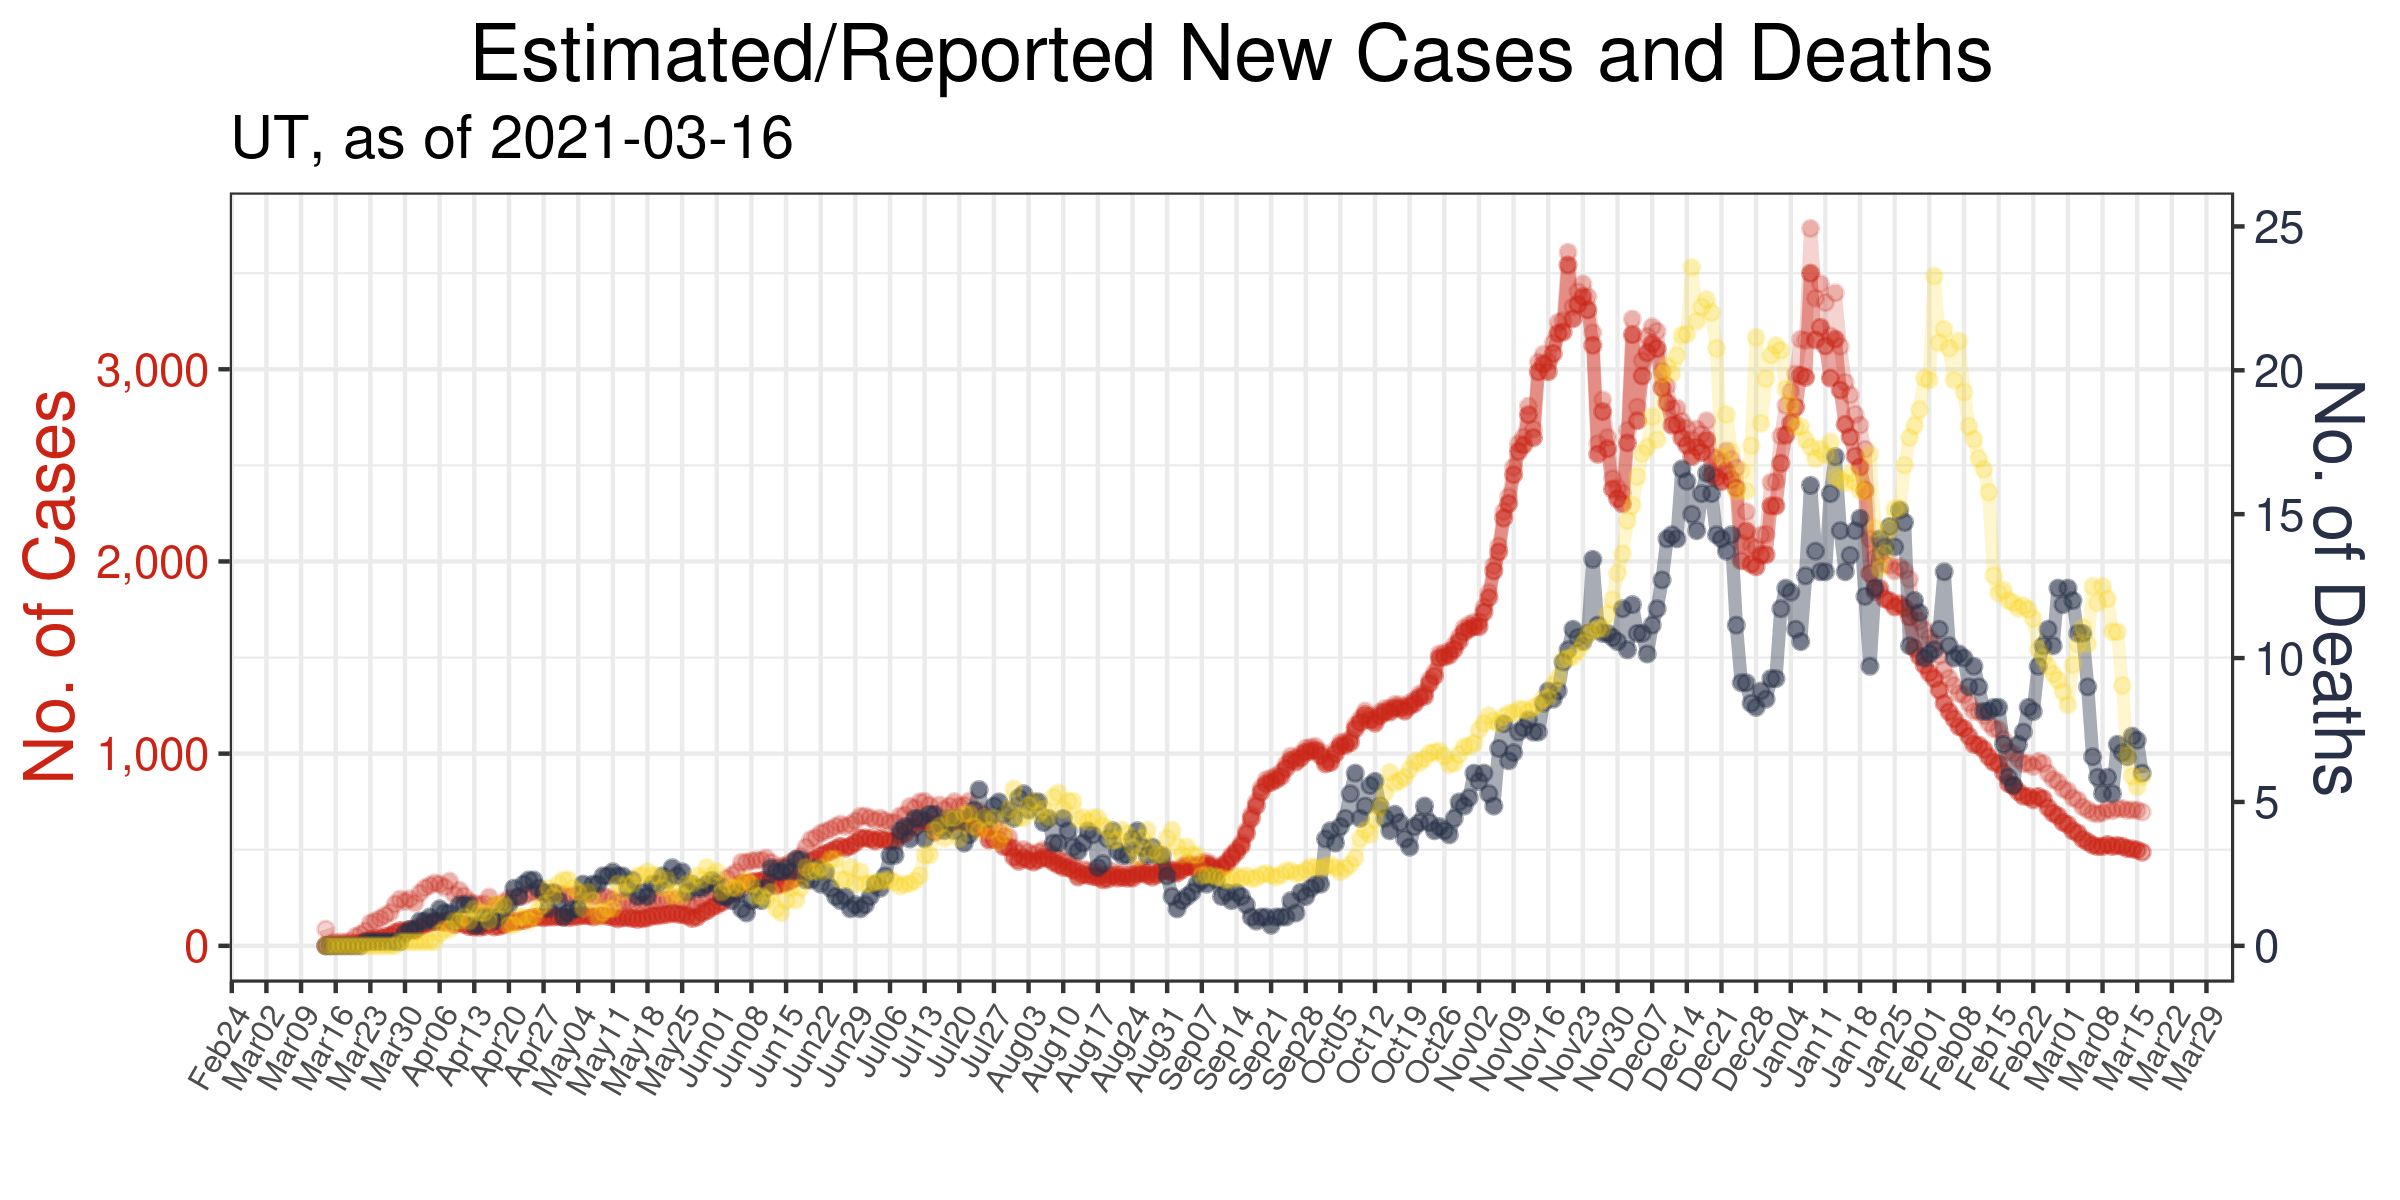 Estimated/Reported New Cases and Deaths
UT, as of 2021-03-16
No. of Cases
3,000
2,000
1,000
0
25
20
15
10
5
0
No. of Deaths
Feb24
Mar02
Mar09
Mar16
Mar23
Mar30
Apr06
Apr13
Apr20
Apr27
May04
May11
May18
May25
Jun01
Jun08
Jun15
Jun22
Jun29
Jul06
Jul13
Jul20
Jul27
Aug03
Aug10
Aug17
Aug24
Aug31
Sep07
Sep14
Sep21
Sep28
Oct05
Oct12
Oct19
Oct26
Nov02
Nov09
Nov16
Nov23
Nov30
Dec07
Dec14
Dec21
Dec28
Jan04
Jan11
Jan18
Jan25
Feb01
Feb08
Feb15
Feb22
Mar01
Mar08
Mar15
Mar22
Mar29